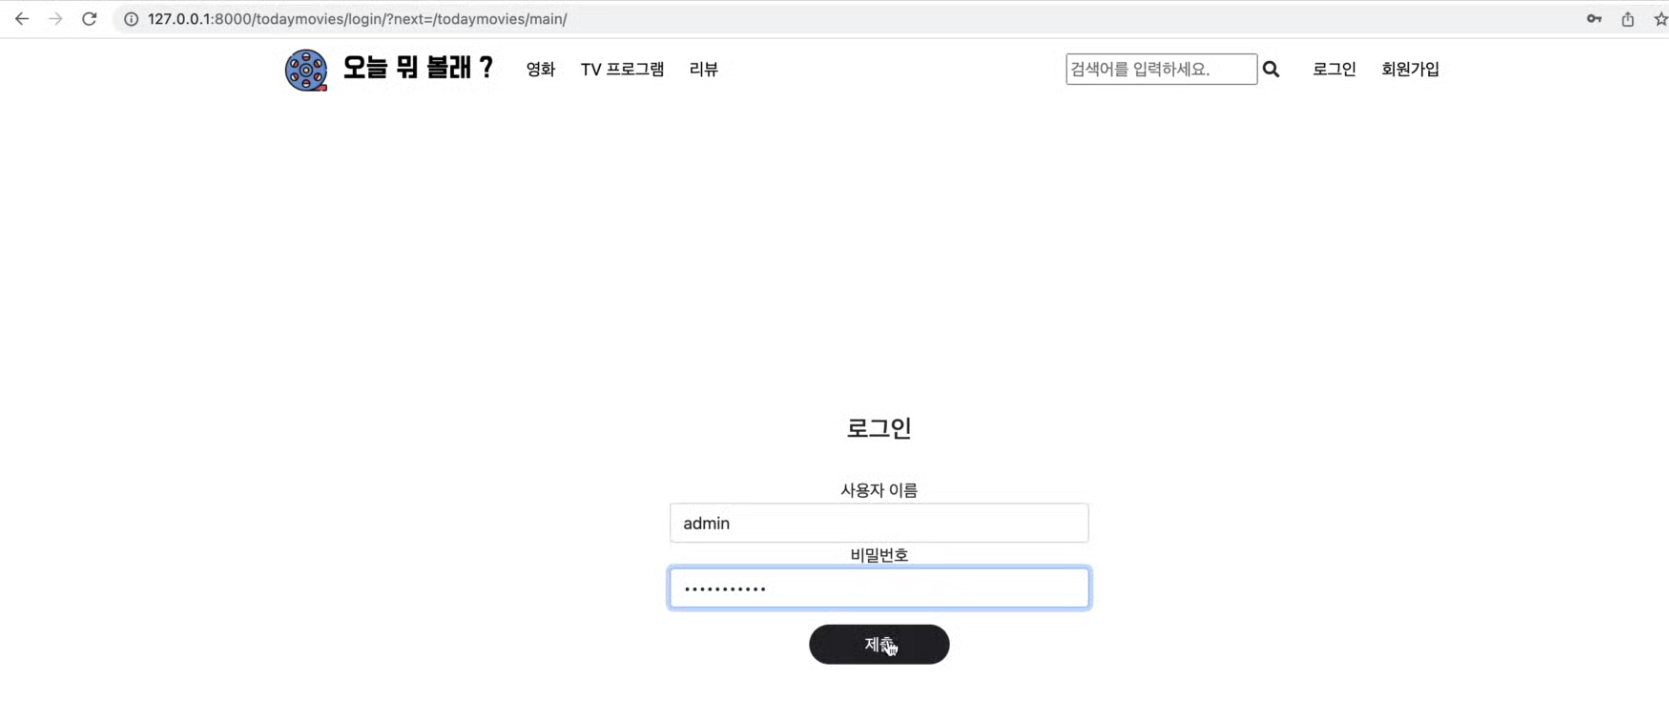 127.0.0.1:8000/todaymovies/login/?next=/todaymovies/main/
오늘 뭐 볼래 ? 영화 TV 프로그램 리뷰 검색어를 입력하세요. 로그인 회원가입
로그인
사용자 이름
admin
비밀번호
•••••••••••
제출